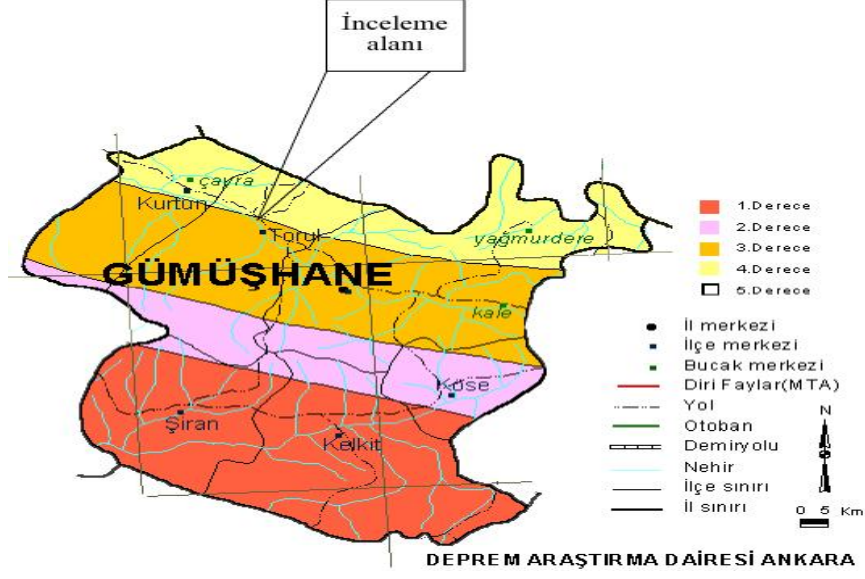 İnceleme
alanı
çayra
Kurtun
Torul
yağmurdere
GÜMÜŞHANE
kale
Köse
Şiran
Kelkit
1.Derece
2.Derece
3.Derece
4.Derece
5.Derece
İl merkezi
İlçe merkezi
Bucak merkezi
Diri Faylar(MTA)
Yol
Otoban
Demiryolu
Nehir
İlçe sınırı
İl sınırı
N
0 5 Km
DEPREM ARAŞTIRMA DAİRESİ ANKARA